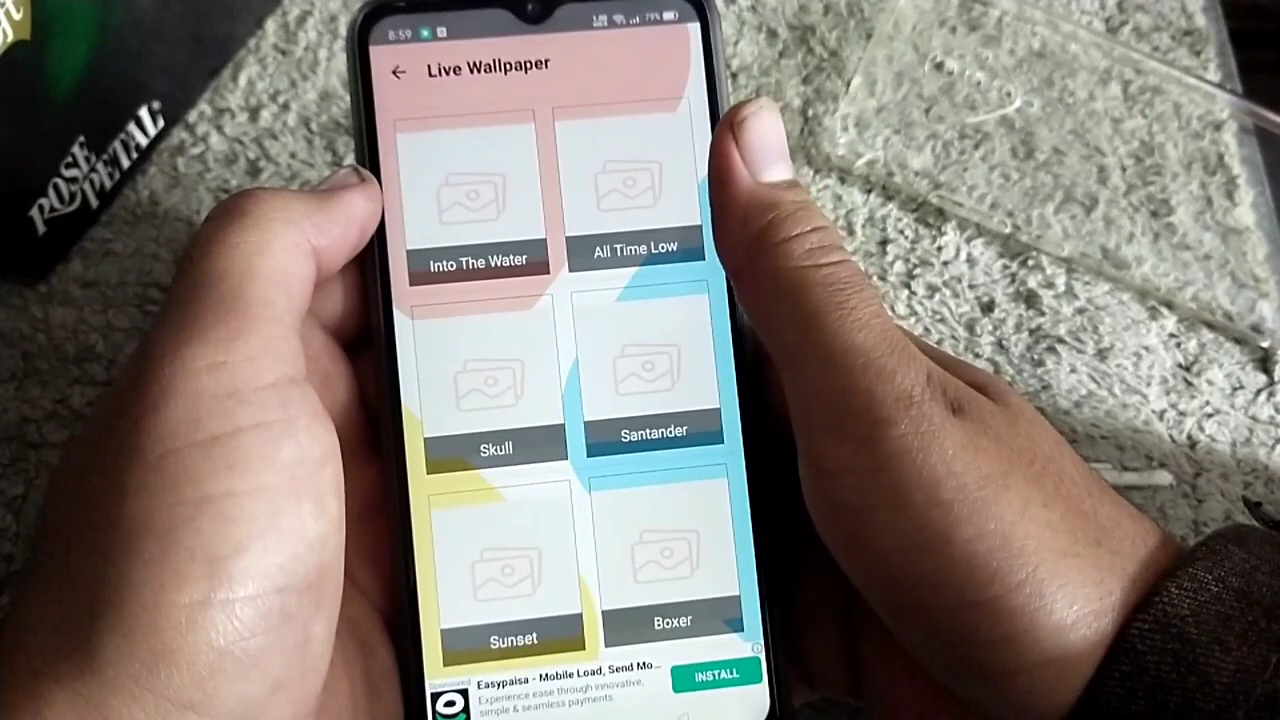 8:59
79%
Live Wallpaper
Into The Water
All Time Low
Skull
Santander
Sunset
Boxer
Sponsored
Easypaisa - Mobile Load, Send Mo...
Experience ease through innovative,
simple & seamless payments
INSTALL
ROSE
PETAL